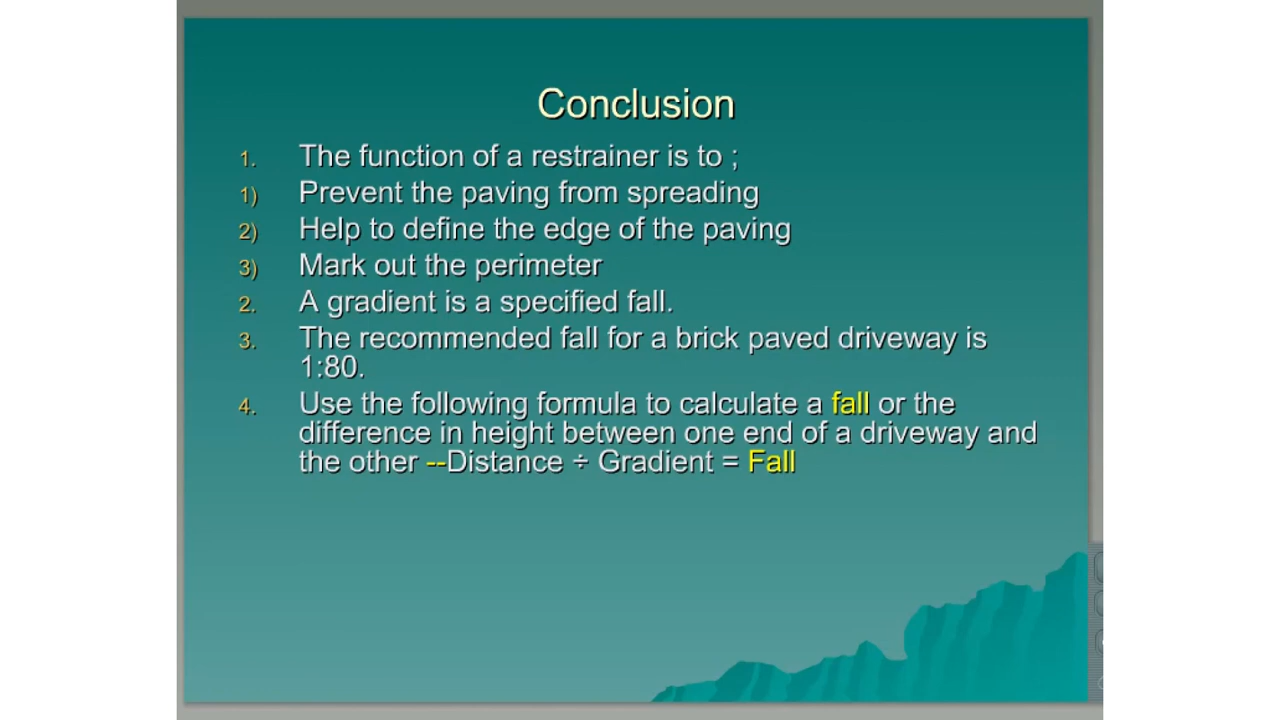 Conclusion
1. The function of a restrainer is to ;
1) Prevent the paving from spreading
2) Help to define the edge of the paving
3) Mark out the perimeter
2. A gradient is a specified fall.
3. The recommended fall for a brick paved driveway is
1:80.
4. Use the following formula to calculate a fall or the
difference in height between one end of a driveway and
the other --Distance ÷ Gradient = Fall